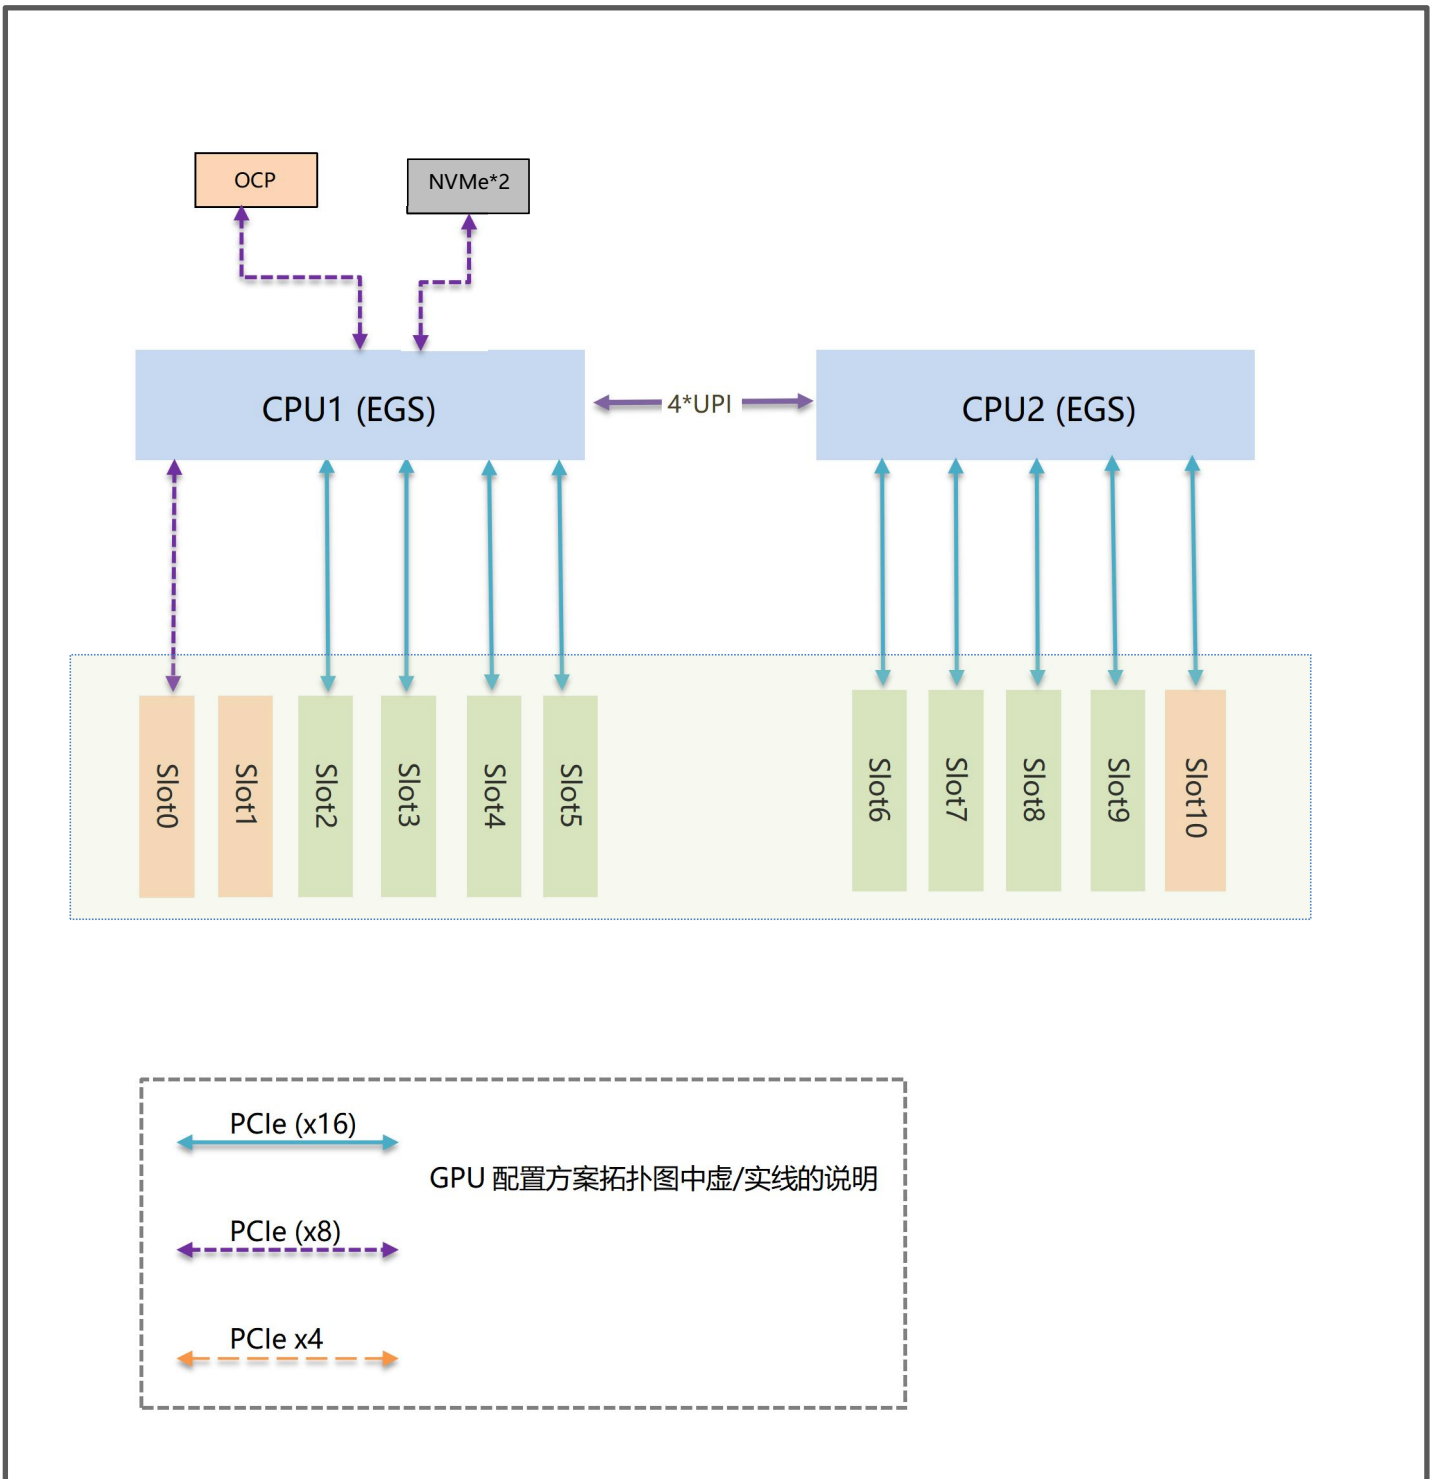 OCP
NVMe*2
CPU1 (EGS)
4*UPI
CPU2 (EGS)
Slot0
Slot1
Slot2
Slot3
Slot4
Slot5
Slot6
Slot7
Slot8
Slot9
Slot10
PCIe (x16)
GPU 配置方案拓扑图中虚/实线的说明
PCIe (x8)
PCIe x4